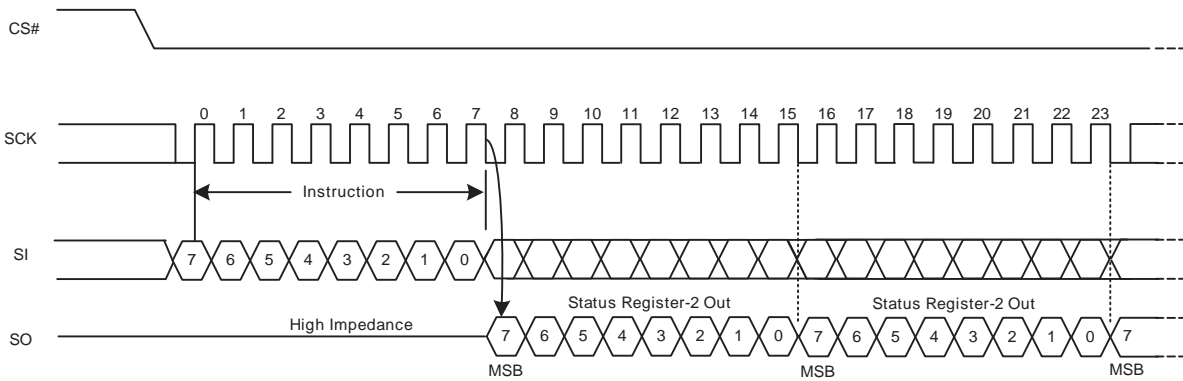 CS#
0 1 2 3 4 5 6 7 8 9 10 11 12 13 14 15 16 17 18 19 20 21 22 23
SCK
Instruction
SI
7 6 5 4 3 2 1 0
Status Register-2 Out Status Register-2 Out
High Impedance
SO
7 6 5 4 3 2 1 0 7 6 5 4 3 2 1 0 7
MSB MSB MSB